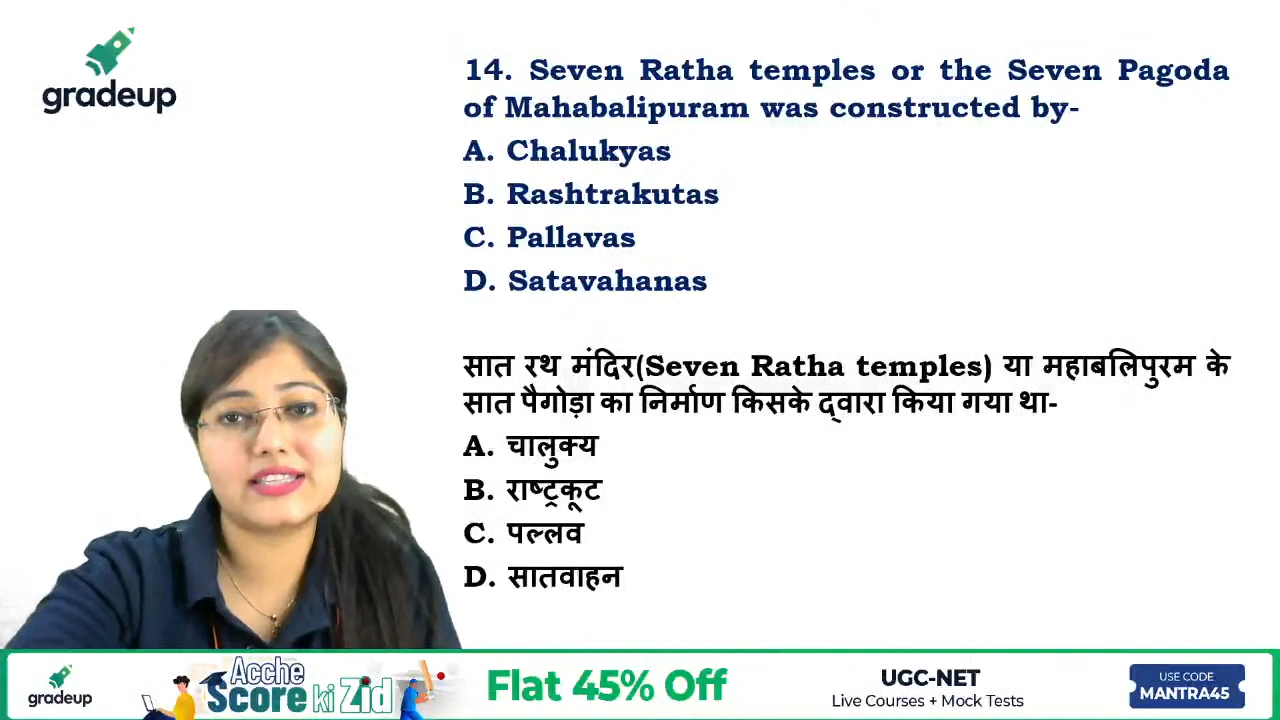 gradeup
14. Seven Ratha temples or the Seven Pagoda
of Mahabalipuram was constructed by-
A. Chalukyas
B. Rashtrakutas
C. Pallavas
D. Satavahanas
सात रथ मंदिर(Seven Ratha temples) या महाबलिपुरम के
सात पैगोड़ा का निर्माण किसके द्वारा किया गया था-
A. चालुक्य
B. राष्ट्रकूट
C. पल्लव
D. सातवाहन
gradeup
Acche
Score ki Zid
Flat 45% Off
UGC-NET
Live Courses + Mock Tests
USE CODE
MANTRA45